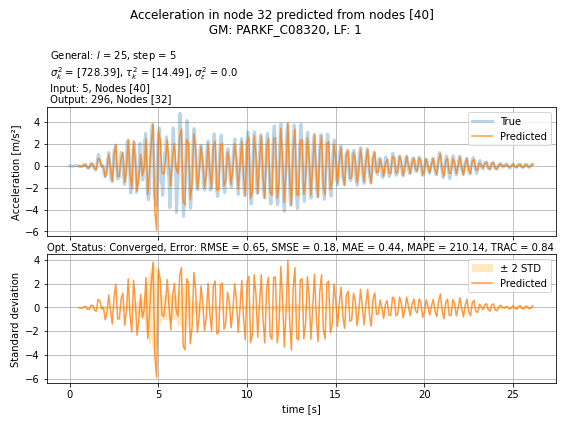 Acceleration in node 32 predicted from nodes [40]
GM: PARKF_C08320, LF: 1
General: l = 25, step = 5
σ²ₖ = [728.39], τ²ₖ = [14.49], σ²_ε = 0.0
Input: 5, Nodes [40]
Output: 296, Nodes [32]
4
2
0
−2
−4
−6
Acceleration [m/s²]
True
Predicted
Opt. Status: Converged, Error: RMSE = 0.65, SMSE = 0.18, MAE = 0.44, MAPE = 210.14, TRAC = 0.84
4
2
0
−2
−4
−6
Standard deviation
± 2 STD
Predicted
0 5 10 15 20 25
time [s]